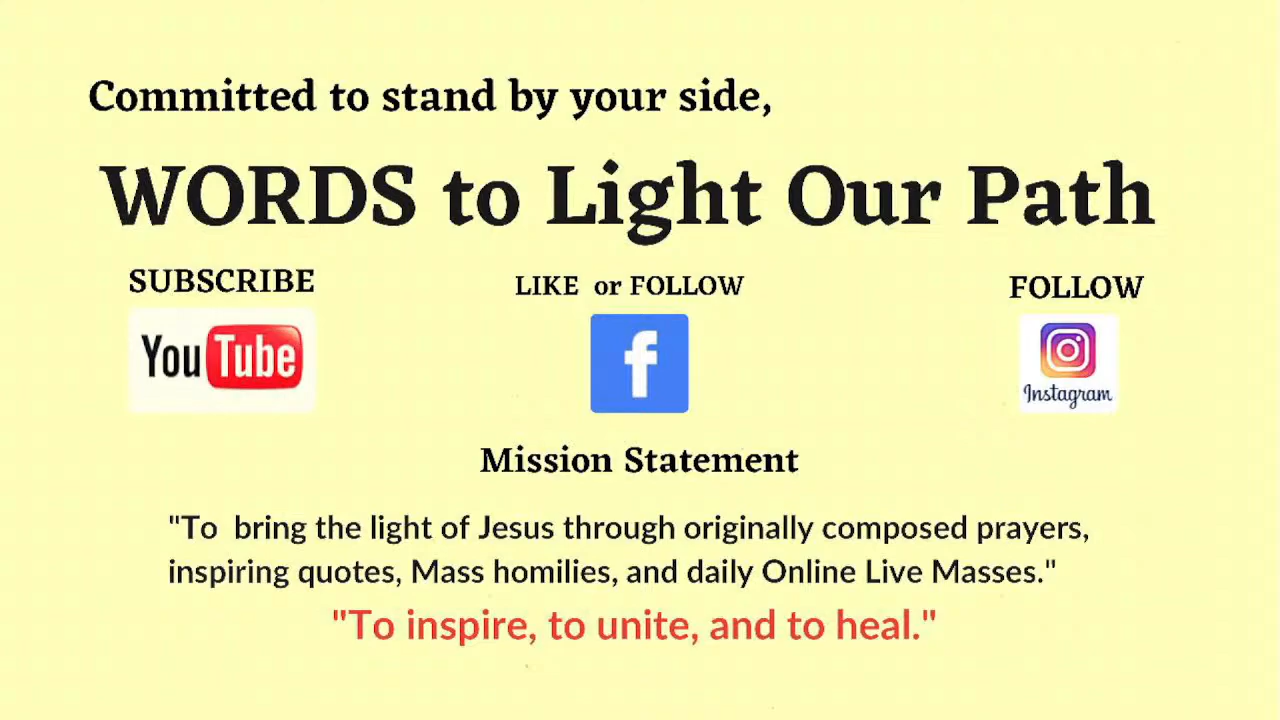 Committed to stand by your side,
WORDS to Light Our Path
SUBSCRIBE
LIKE or FOLLOW
FOLLOW
YouTube
f
Instagram
Mission Statement
"To bring the light of Jesus through originally composed prayers,
inspiring quotes, Mass homilies, and daily Online Live Masses."
"To inspire, to unite, and to heal."